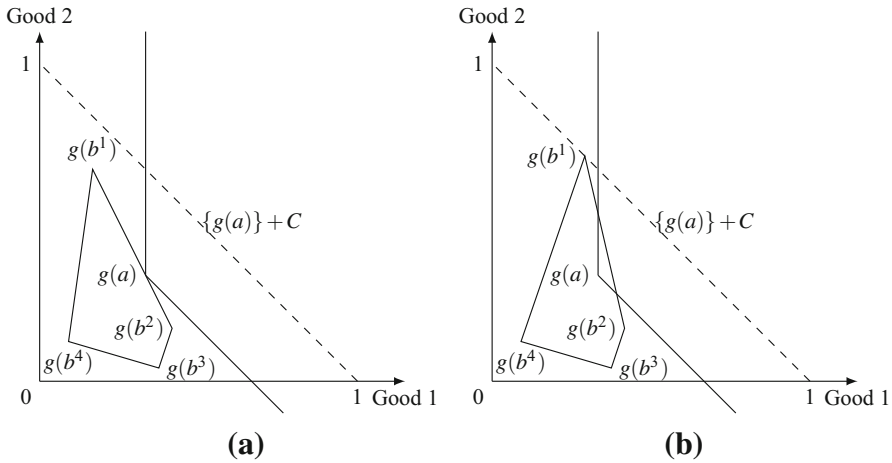 Good 2
1
g(b¹)
{g(a)} + C
g(a)
g(b²)
g(b⁴)
g(b³)
0
1
Good 1
(a)
Good 2
1
g(b¹)
{g(a)} + C
g(a)
g(b²)
g(b⁴)
g(b³)
0
1
Good 1
(b)